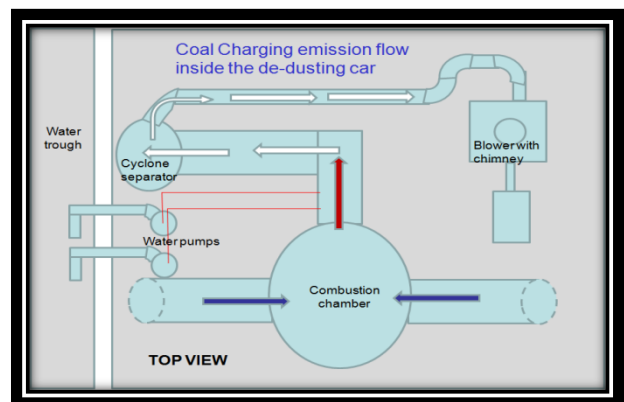 Coal Charging emission flow
inside the de-dusting car
Water
trough
Cyclone
separator
Blower with
chimney
Water pumps
Combustion
chamber
TOP VIEW